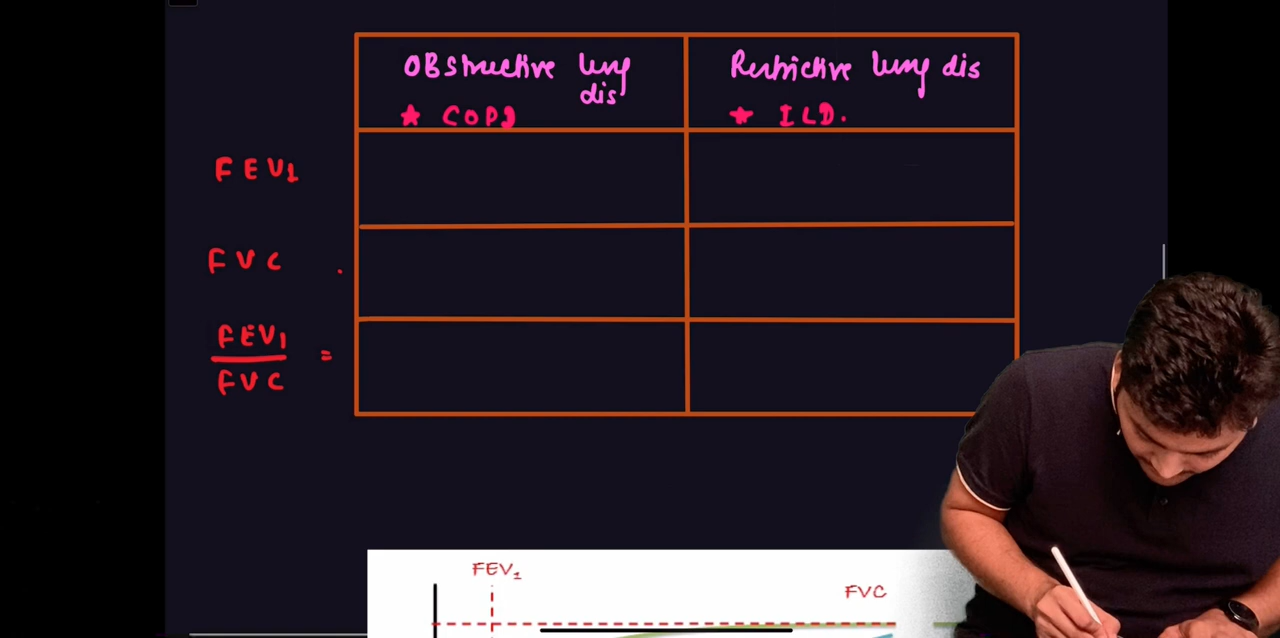 OBstructive lung
dis
★ COPD
Restrictive lung dis
★ ILD.
FEV1
FVC .
FEV1
FVC
=
FEV1
FVC